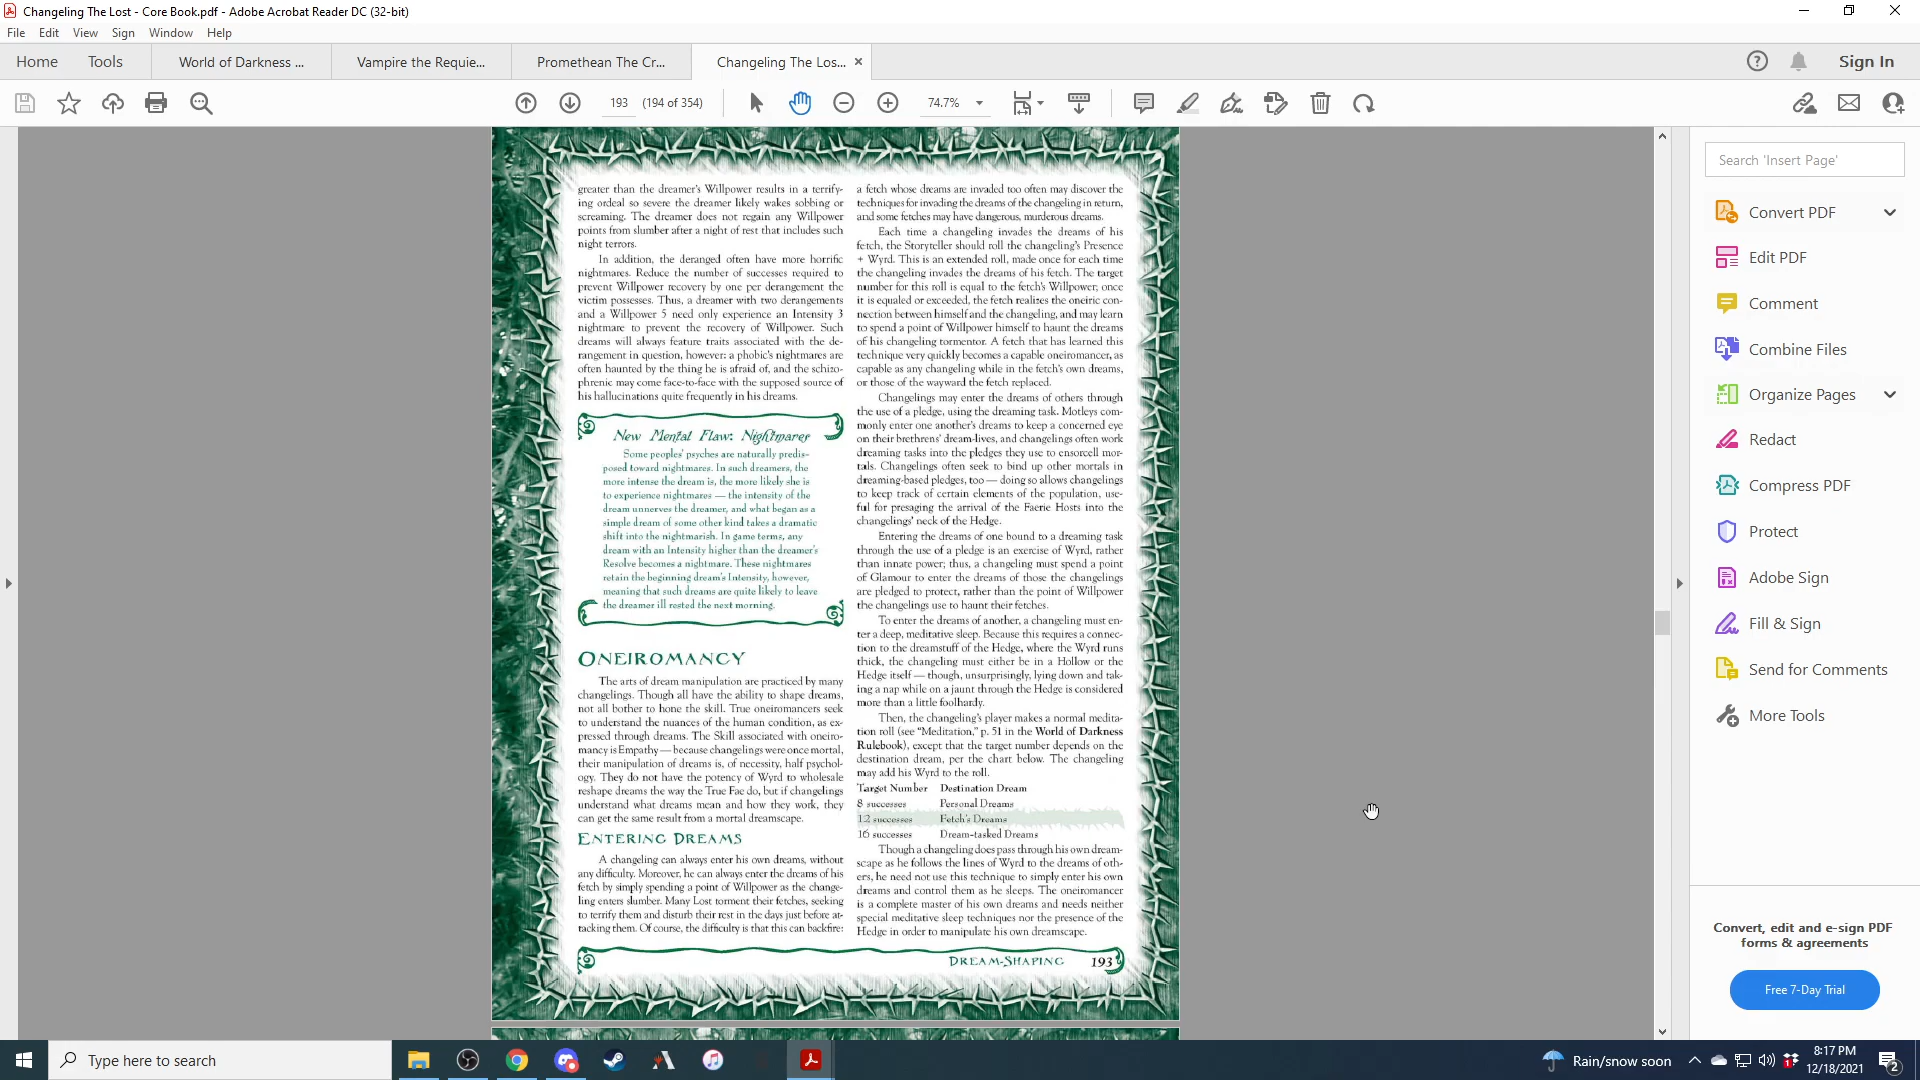 Changeling The Lost - Core Book.pdf - Adobe Acrobat Reader DC (32-bit)
File Edit View Sign Window Help
Home Tools World of Darkness ... Vampire the Requie... Promethean The Cr... Changeling The Los... ×
Sign In
193 (194 of 354) 74.7%
greater than the dreamer's Willpower results in a terrify-
ing ordeal so severe the dreamer likely wakes sobbing or
screaming. The dreamer does not regain any Willpower
points from slumber after a night of rest that includes such
night terrors.
In addition, the deranged often have more horrific
nightmares. Reduce the number of successes required to
prevent Willpower recovery by one per derangement the
victim possesses. Thus, a dreamer with two derangements
and a Willpower 5 need only experience an Intensity 3
nightmare to prevent the recovery of Willpower. Such
dreams will always feature traits associated with the de-
rangement in question, however: a phobic's nightmares are
often haunted by the thing he is afraid of, and the schizo-
phrenic may come face-to-face with the supposed source of
his hallucinations quite frequently in his dreams.
New Mental Flaw: Nightmares
Some peoples' psyches are naturally predis-
posed toward nightmares. In such dreamers, the
more intense the dream is, the more likely she is
to experience nightmares — the intensity of the
dream unnerves the dreamer, and what began as a
simple dream of some other kind takes a dramatic
shift into the nightmarish. In game terms, any
dream with an Intensity higher than the dreamer's
Resolve becomes a nightmare. These nightmares
retain the beginning dream's Intensity, however,
meaning that such dreams are quite likely to leave
the dreamer ill rested the next morning.
ONEIROMANCY
The arts of dream manipulation are practiced by many
changelings. Though all have the ability to shape dreams,
not all bother to hone the skill. True oneiromancers seek
to understand the nuances of the human condition, as ex-
pressed through dreams. The Skill associated with oneiro-
mancy is Empathy — because changelings were once mortal,
their manipulation of dreams is, of necessity, half psychol-
ogy. They do not have the potency of Wyrd to wholesale
reshape dreams the way the True Fae do, but if changelings
understand what dreams mean and how they work, they
can get the same result from a mortal dreamscape.
ENTERING DREAMS
A changeling can always enter his own dreams, without
any difficulty. Moreover, he can always enter the dreams of his
fetch by simply spending a point of Willpower as the change-
ling enters slumber. Many Lost torment their fetches, seeking
to terrify them and disturb their rest in the days just before at-
tacking them. Of course, the difficulty is that this can backfire:
a fetch whose dreams are invaded too often may discover the
techniques for invading the dreams of the changeling in return,
and some fetches may have dangerous, murderous dreams.
Each time a changeling invades the dreams of his
fetch, the Storyteller should roll the changeling's Presence
+ Wyrd. This is an extended roll, made once for each time
the changeling invades the dreams of his fetch. The target
number for this roll is equal to the fetch's Willpower; once
it is equaled or exceeded, the fetch realizes the oneiric con-
nection between himself and the changeling, and may learn
to spend a point of Willpower himself to haunt the dreams
of his changeling tormentor. A fetch that has learned this
technique very quickly becomes a capable oneiromancer, as
capable as any changeling while in the fetch's own dreams,
or those of the wayward the fetch replaced.
Changelings may enter the dreams of others through
the use of a pledge, using the dreaming task. Motleys com-
monly enter one another's dreams to keep a concerned eye
on their brethrens' dream-lives, and changelings often work
dreaming tasks into the pledges they use to ensorcell mor-
tals. Changelings often seek to bind up other mortals in
dreaming-based pledges, too — doing so allows changelings
to keep track of certain elements of the population, use-
ful for presaging the arrival of the Faerie Hosts into the
changelings' neck of the Hedge.
Entering the dreams of one bound to a dreaming task
through the use of a pledge is an exercise of Wyrd, rather
than innate power; thus, a changeling must spend a point
of Glamour to enter the dreams of those the changelings
are pledged to protect, rather than the point of Willpower
the changelings use to haunt their fetches.
To enter the dreams of another, a changeling must en-
ter a deep, meditative sleep. Because this requires a connec-
tion to the dreamstuff of the Hedge, where the Wyrd runs
thick, the changeling must either be in a Hollow or the
Hedge itself — though, unsurprisingly, lying down and tak-
ing a nap while on a jaunt through the Hedge is considered
more than a little foolhardy.
Then, the changeling's player makes a normal medita-
tion roll (see "Meditation," p. 51 in the World of Darkness
Rulebook), except that the target number depends on the
destination dream, per the chart below. The changeling
may add his Wyrd to the roll.
Target Number Destination Dream
8 successes Personal Dreams
12 successes Fetch's Dreams
16 successes Dream-tasked Dreams
Though a changeling does pass through his own dream-
scape as he follows the lines of Wyrd to the dreams of oth-
ers, he need not use this technique to simply enter his own
dreams and control them as he sleeps. The oneiromancer
is a complete master of his own dreams and needs neither
special meditative sleep techniques nor the presence of the
Hedge in order to manipulate his own dreamscape.
DREAM-SHAPING 193
Search 'Insert Page'
Convert PDF
Edit PDF
Comment
Combine Files
Organize Pages
Redact
Compress PDF
Protect
Adobe Sign
Fill & Sign
Send for Comments
More Tools
Convert, edit and e-sign PDF
forms & agreements
Free 7-Day Trial
Type here to search
Rain/snow soon
8:17 PM
12/18/2021
2